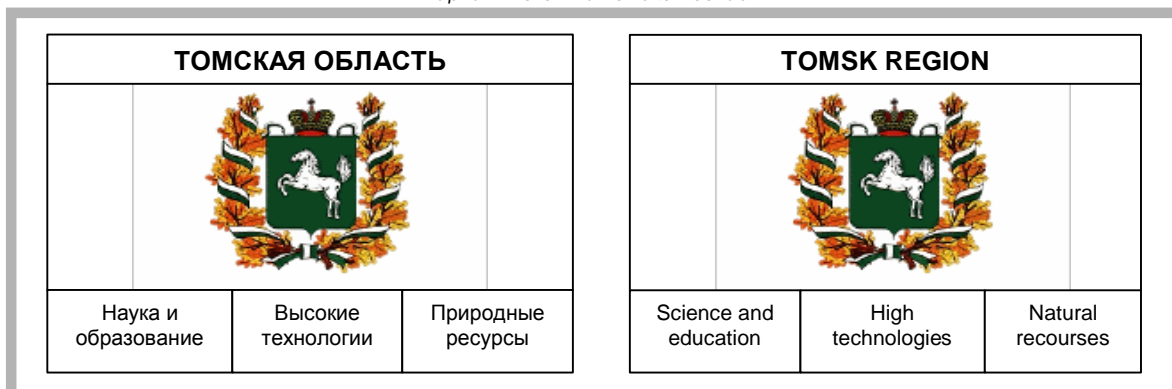 ТОМСКАЯ ОБЛАСТЬ
Наука и
образование
Высокие
технологии
Природные
ресурсы
TOMSK REGION
Science and
education
High
technologies
Natural
recourses